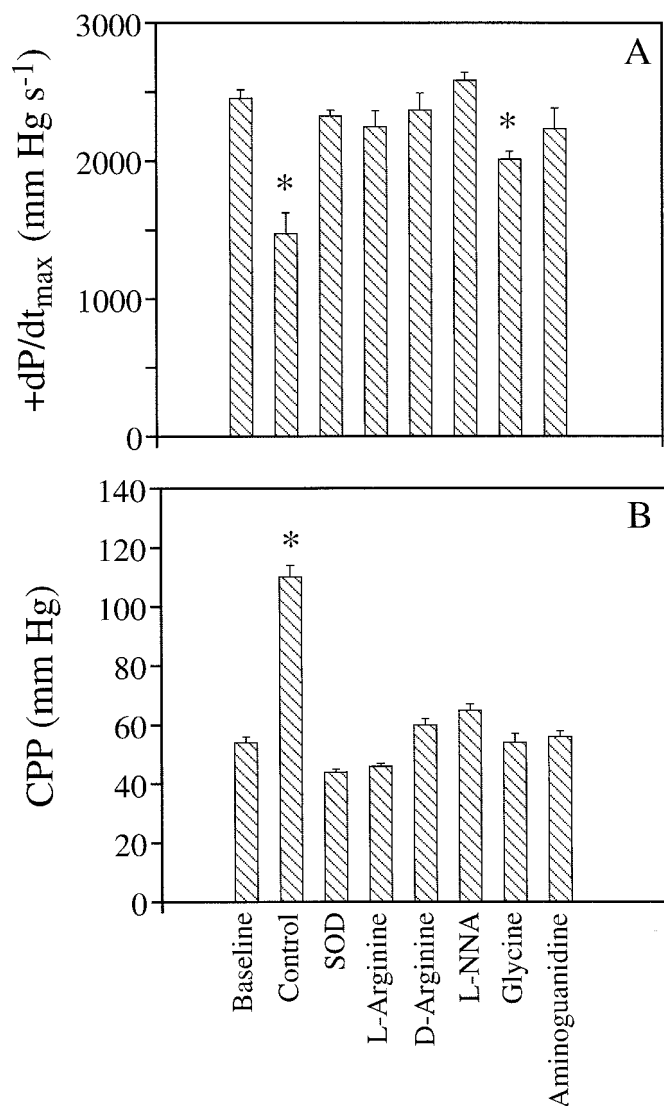 A
+dP/dtmax (mm Hg s-1)
3000
2000
1000
0
*
*
B
CPP (mm Hg)
140
120
100
80
60
40
20
0
*
Baseline
Control
SOD
L-Arginine
D-Arginine
L-NNA
Glycine
Aminoguanidine